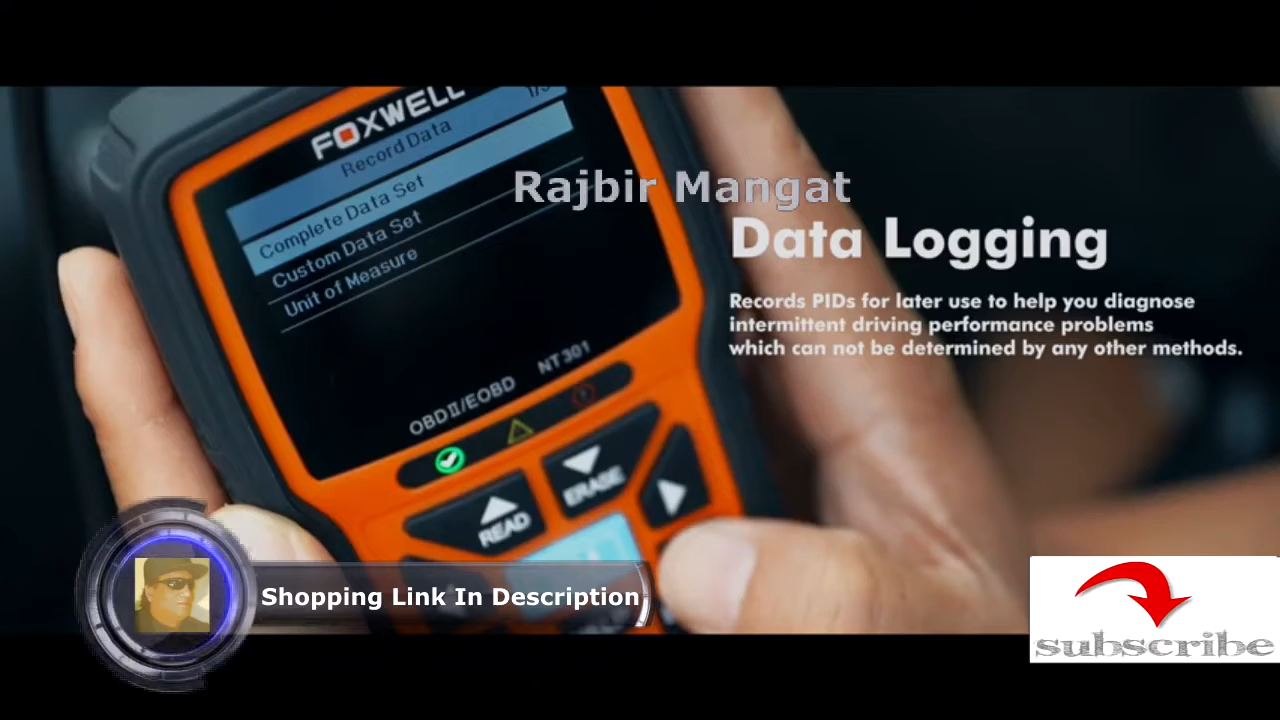 FOXWELL
Record Data
1/3
Complete Data Set
Custom Data Set
Unit of Measure
Rajbir Mangat
Data Logging
Records PIDs for later use to help you diagnose
intermittent driving performance problems
which can not be determined by any other methods.
OBDII/EOBD NT301
READ
ERASE
Shopping Link In Description
subscribe